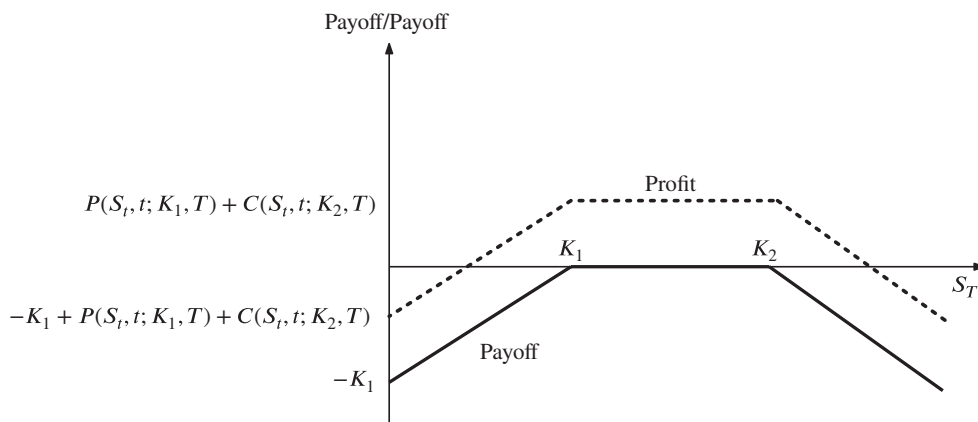 Payoff/Payoff
P(S_t, t; K_1, T) + C(S_t, t; K_2, T)
Profit
K_1
K_2
S_T
−K_1 + P(S_t, t; K_1, T) + C(S_t, t; K_2, T)
Payoff
−K_1